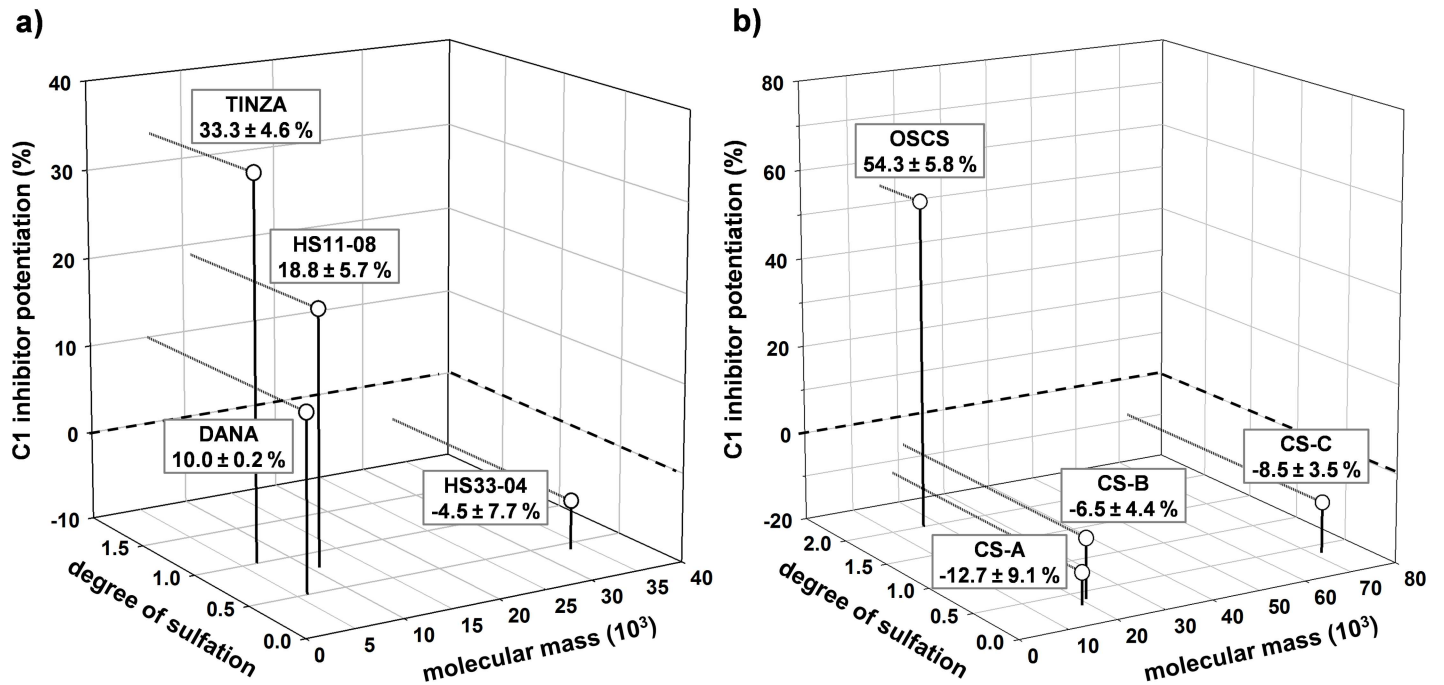 a)
40
30
20
10
0
-10
C1 inhibitor potentiation (%)
TINZA
33.3 ± 4.6 %
HS11-08
18.8 ± 5.7 %
DANA
10.0 ± 0.2 %
HS33-04
-4.5 ± 7.7 %
1.5
1.0
0.5
0.0
degree of sulfation
0
5
10
15
20
25
30
35
40
molecular mass (10³)
b)
80
60
40
20
0
-20
C1 inhibitor potentiation (%)
OSCS
54.3 ± 5.8 %
CS-C
-8.5 ± 3.5 %
CS-B
-6.5 ± 4.4 %
CS-A
-12.7 ± 9.1 %
2.0
1.5
1.0
0.5
0.0
degree of sulfation
0
10
20
30
40
50
60
70
80
molecular mass (10³)